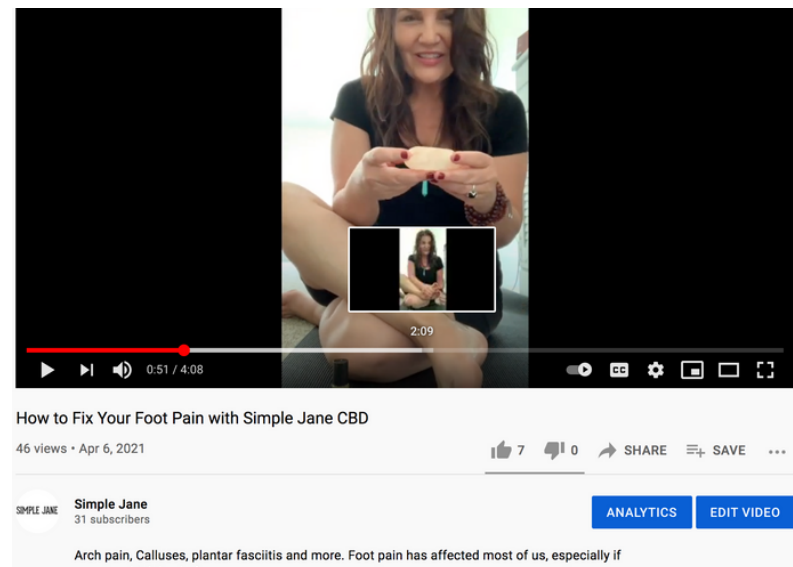 2:09
0:51 / 4:08
CC
How to Fix Your Foot Pain with Simple Jane CBD
46 views • Apr 6, 2021
7 0 SHARE SAVE
SIMPLE JANE
Simple Jane
31 subscribers
ANALYTICS EDIT VIDEO
Arch pain, Calluses, plantar fasciitis and more. Foot pain has affected most of us, especially if